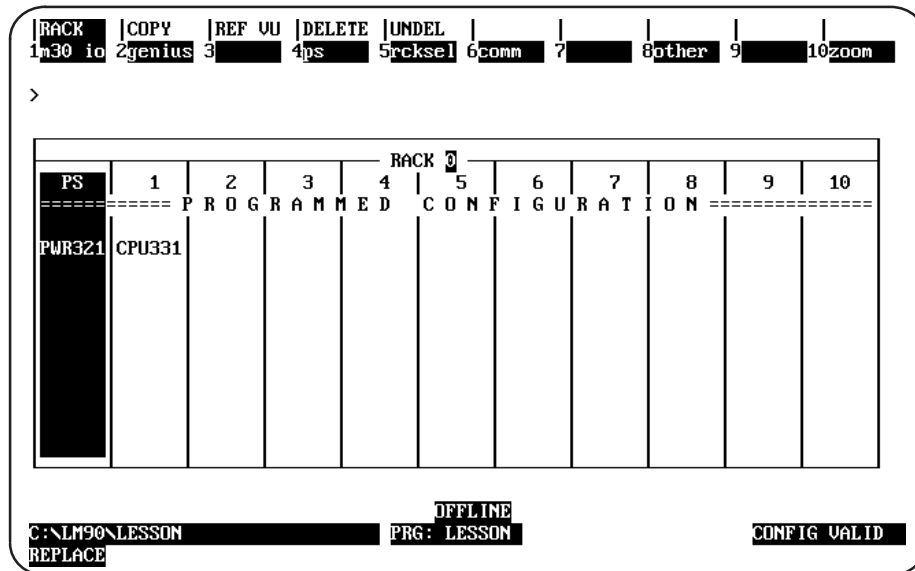 |RACK |COPY |REF VU |DELETE |UNDEL | | | | |
1m30 io 2genius 3 4ps 5rcksel 6comm 7 8other 9 10zoom
>
RACK 0
PS | 1 | 2 | 3 | 4 | 5 | 6 | 7 | 8 | 9 | 10
====== ====== P R O G R A M M E D C O N F I G U R A T I O N =============
PWR321 CPU331
OFFLINE
C:\LM90\LESSON PRG: LESSON CONFIG VALID
REPLACE